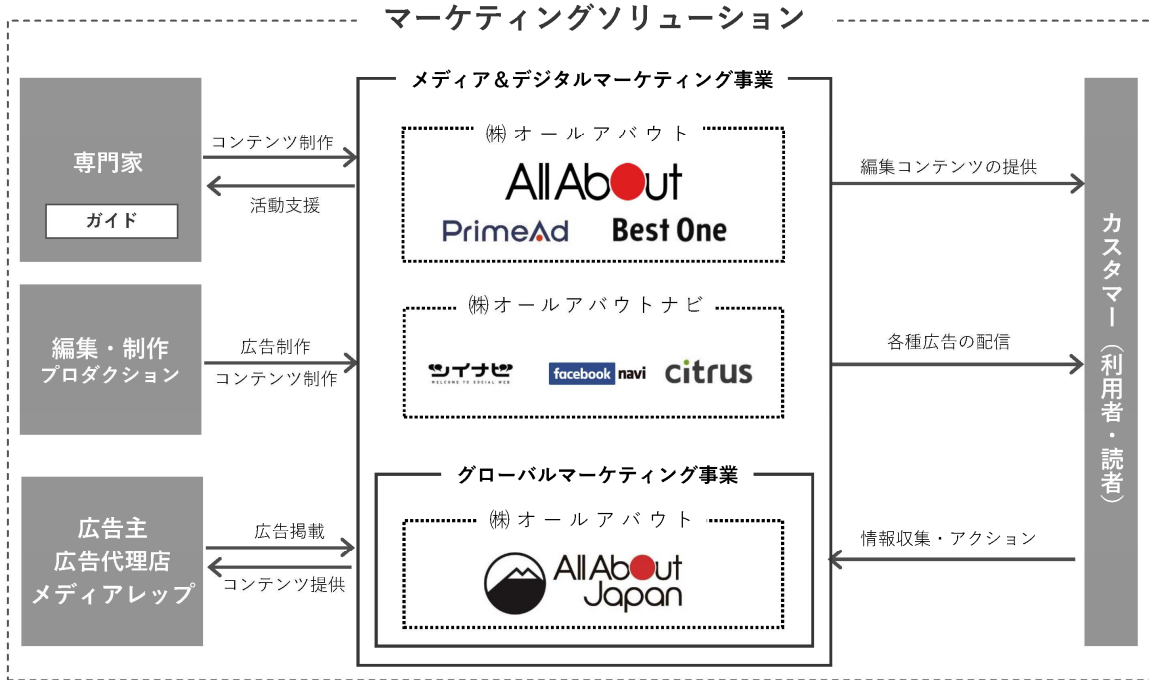 マーケティングソリューション
専門家
ガイド
コンテンツ制作
活動支援
編集・制作
プロダクション
広告制作
コンテンツ制作
広告主
広告代理店
メディアレップ
広告掲載
コンテンツ提供
メディア＆デジタルマーケティング事業
㈱オールアバウト
All About
PrimeAd
Best One
㈱オールアバウトナビ
ツイナビ
WELCOME TO SOCIAL WEB
facebook navi
citrus
グローバルマーケティング事業
㈱オールアバウト
All About
Japan
編集コンテンツの提供
各種広告の配信
情報収集・アクション
カスタマー（利用者・読者）